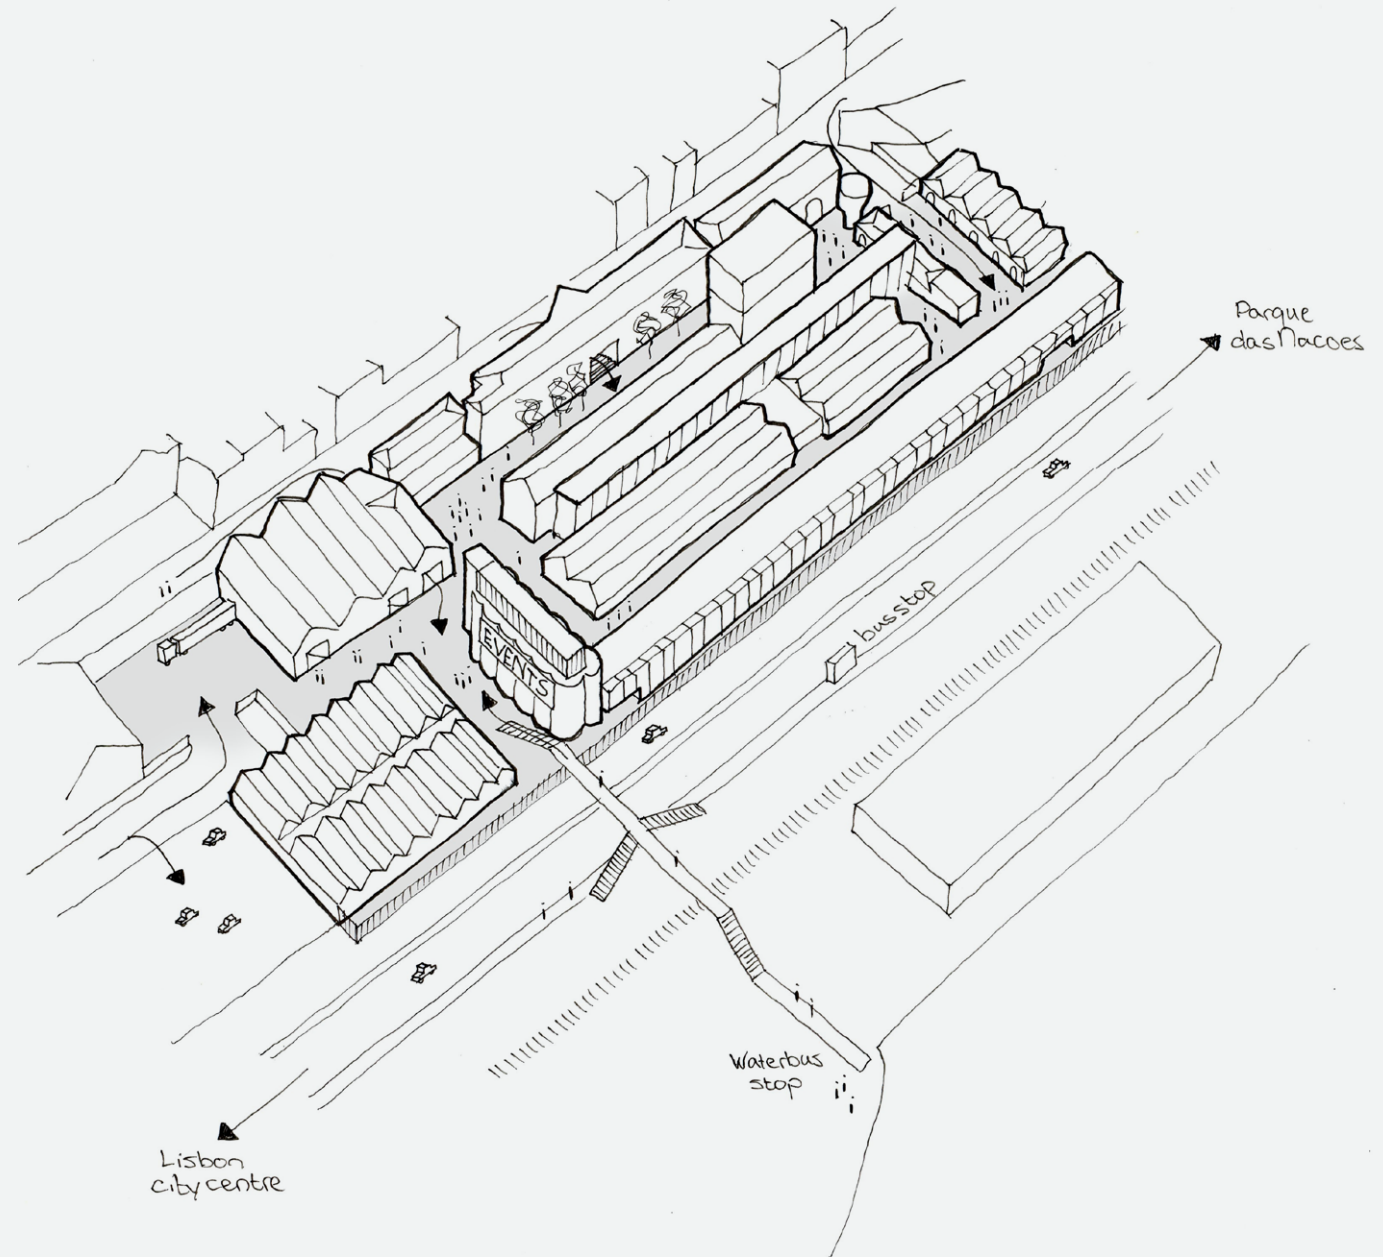 Parque
das Nacoes
bus stop
EVENTS
Waterbus
stop
Lisbon
city centre